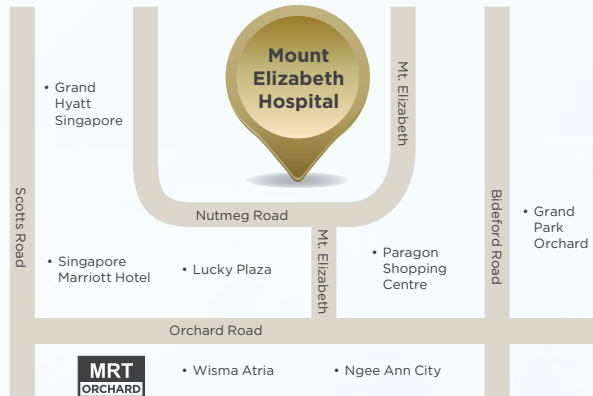 Mount
Elizabeth
Hospital
Mt. Elizabeth
• Grand
Hyatt
Singapore
Scotts Road
Nutmeg Road
Bideford Road
• Grand
Park
Orchard
• Singapore
Marriott Hotel
• Lucky Plaza
Mt. Elizabeth
• Paragon
Shopping
Centre
Orchard Road
MRT
ORCHARD
• Wisma Atria
• Ngee Ann City